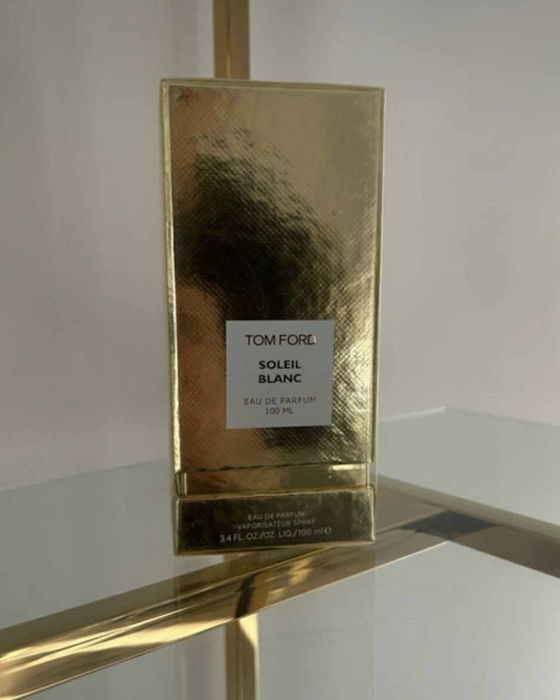 TOM FORD
SOLEIL
BLANC
EAU DE PARFUM
100 ML
EAU DE PARFUM
VAPORISATEUR SPRAY
3.4 FL. OZ./OZ. LIQ/100 ml ℮